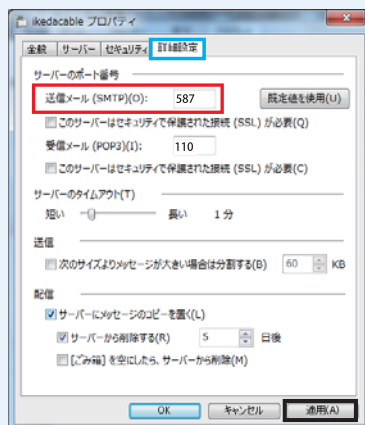 ikedacable プロパティ
全般 サーバー セキュリティ 詳細設定
サーバーのポート番号
送信メール (SMTP)(O): 587 既定値を使用(U)
このサーバーはセキュリティで保護された接続 (SSL) が必要(Q)
受信メール (POP3)(I): 110
このサーバーはセキュリティで保護された接続 (SSL) が必要(C)
サーバーのタイムアウト(T)
短い 長い 1 分
送信
次のサイズよりメッセージが大きい場合は分割する(B) 60 KB
配信
サーバーにメッセージのコピーを置く(L)
サーバーから削除する(R) 5 日後
[ごみ箱] を空にしたら、サーバーから削除(M)
OK キャンセル 適用(A)